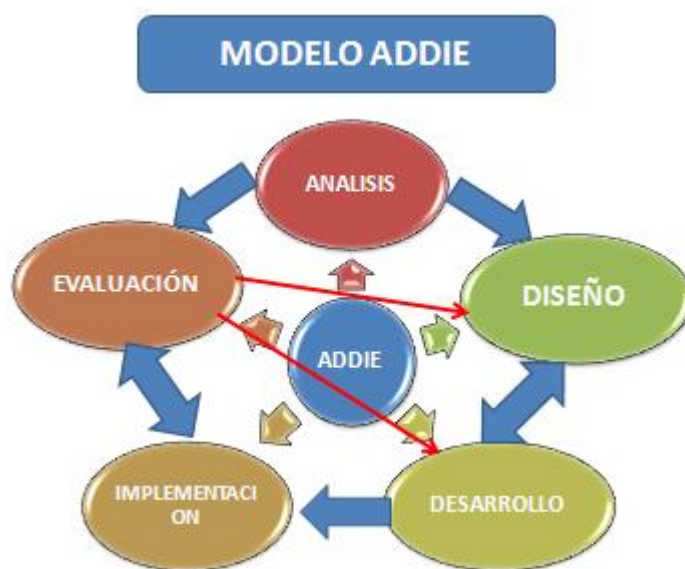 MODELO ADDIE
ANALISIS
EVALUACIÓN
DISEÑO
ADDIE
IMPLEMENTACI
ON
DESARROLLO